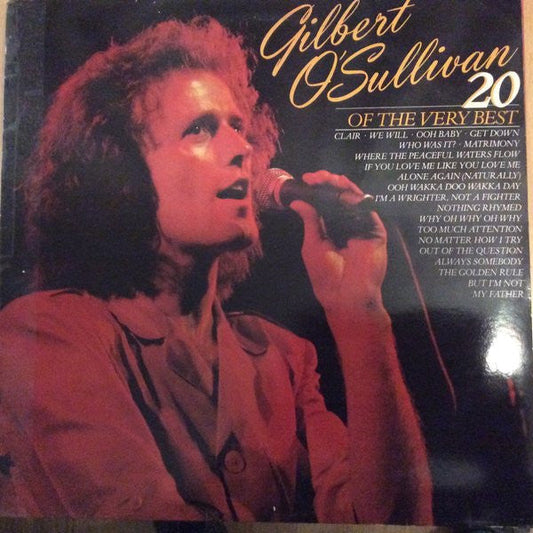 Gilbert
O'Sullivan
20
OF THE VERY BEST
CLAIR · WE WILL · OOH BABY · GET DOWN
WHO WAS IT? · MATRIMONY
WHERE THE PEACEFUL WATERS FLOW
IF YOU LOVE ME LIKE YOU LOVE ME
ALONE AGAIN (NATURALLY)
OOH WAKKA DOO WAKKA DAY
I'M A WRIGHTER, NOT A FIGHTER
NOTHING RHYMED
WHY OH WHY OH WHY
TOO MUCH ATTENTION
NO MATTER HOW I TRY
OUT OF THE QUESTION
ALWAYS SOMEBODY
THE GOLDEN RULE
BUT I'M NOT
MY FATHER